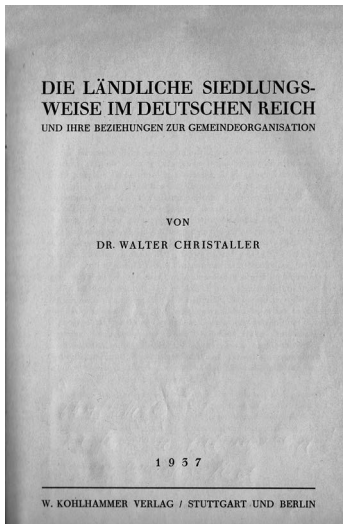 DIE LÄNDLICHE SIEDLUNGS-
WEISE IM DEUTSCHEN REICH
UND IHRE BEZIEHUNGEN ZUR GEMEINDEORGANISATION
VON
DR. WALTER CHRISTALLER
1937
W. KOHLHAMMER VERLAG / STUTTGART UND BERLIN